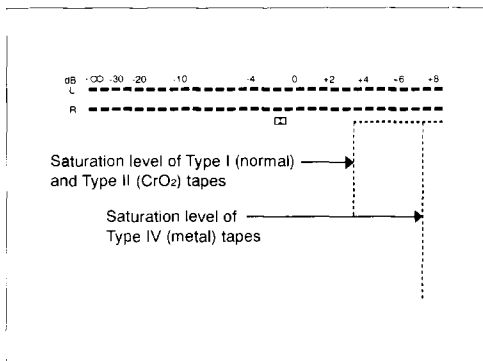 dB -∞ -30 -20 -10 -4 0 +2 +4 +6 +8
L
R
Saturation level of Type I (normal)
and Type II (CrO2) tapes
Saturation level of
Type IV (metal) tapes